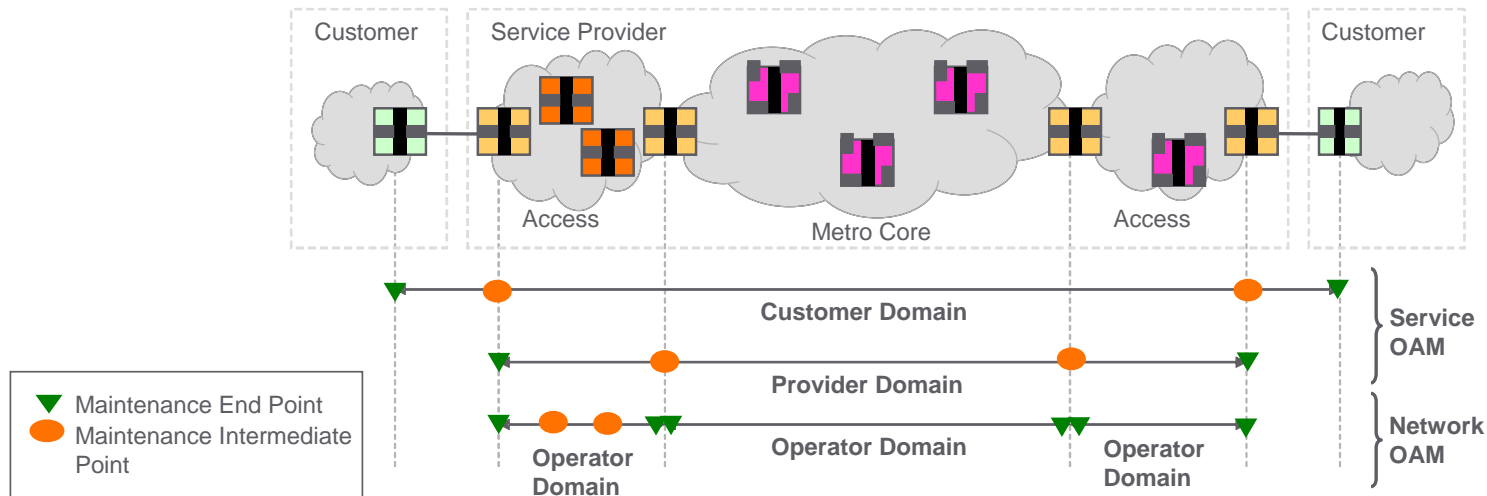 Customer
Service Provider
Customer
Access
Metro Core
Access
Customer Domain
Service
OAM
Provider Domain
Maintenance End Point
Maintenance Intermediate
Point
Operator
Domain
Operator Domain
Operator
Domain
Network
OAM